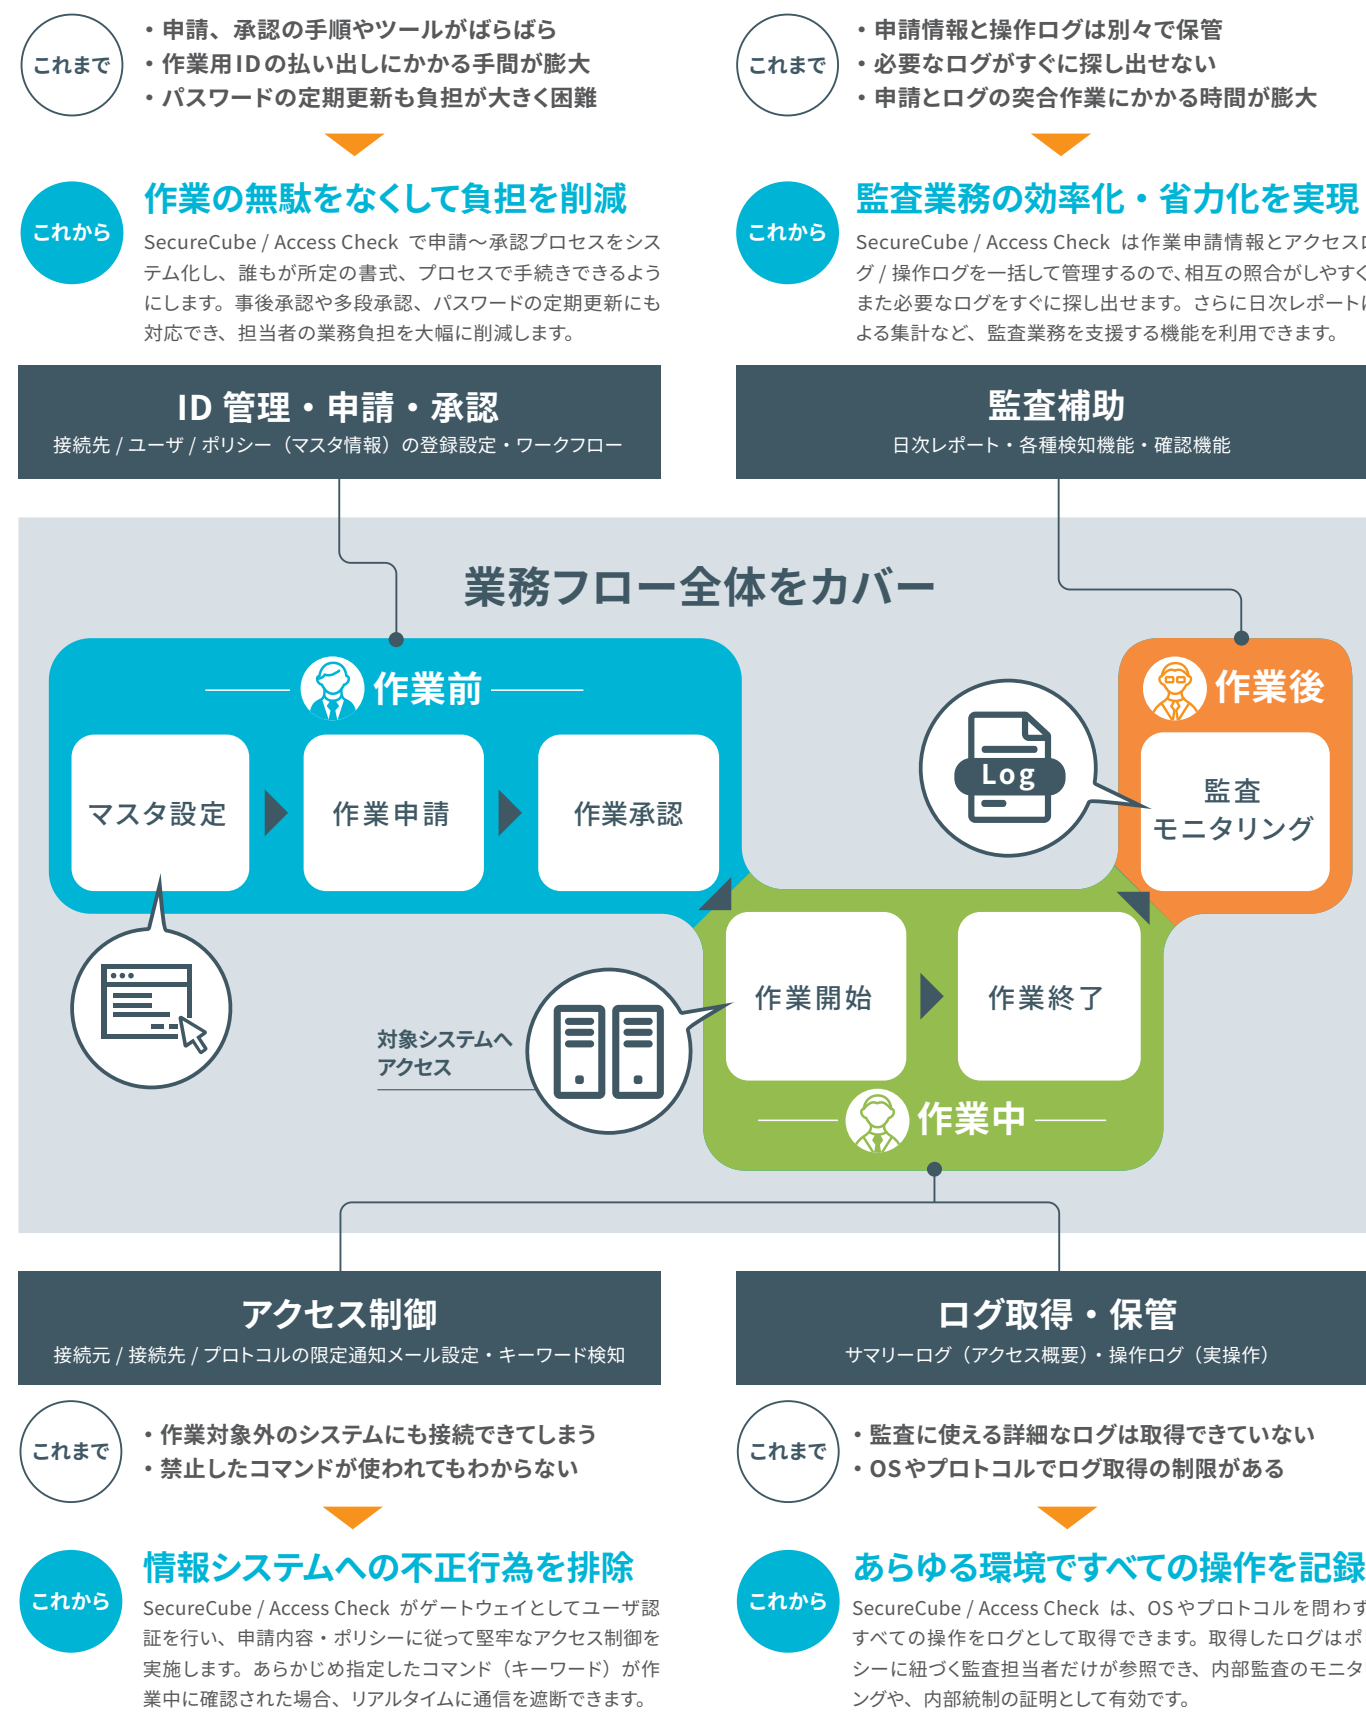 これまで
・申請、承認の手順やツールがばらばら
・作業用IDの払い出しにかかる手間が膨大
・パスワードの定期更新も負担が大きく困難
これから
作業の無駄をなくして負担を削減
SecureCube / Access Check で申請〜承認プロセスをシス
テム化し、誰もが所定の書式、プロセスで手続きできるよう
にします。事後承認や多段承認、パスワードの定期更新にも
対応でき、担当者の業務負担を大幅に削減します。
ID 管理・申請・承認
接続先 / ユーザ / ポリシー（マスタ情報）の登録設定・ワークフロー
これまで
・申請情報と操作ログは別々で保管
・必要なログがすぐに探し出せない
・申請とログの突合作業にかかる時間が膨大
これから
監査業務の効率化・省力化を実現
SecureCube / Access Check は作業申請情報とアクセスロ
グ / 操作ログを一括して管理するので、相互の照合がしやすく
また必要なログをすぐに探し出せます。さらに日次レポートに
よる集計など、監査業務を支援する機能を利用できます。
監査補助
日次レポート・各種検知機能・確認機能
業務フロー全体をカバー
作業前
マスタ設定
作業申請
作業承認
作業後
Log
監査
モニタリング
対象システムへ
アクセス
作業開始
作業終了
作業中
アクセス制御
接続元 / 接続先 / プロトコルの限定通知メール設定・キーワード検知
これまで
・作業対象外のシステムにも接続できてしまう
・禁止したコマンドが使われてもわからない
これから
情報システムへの不正行為を排除
SecureCube / Access Check がゲートウェイとしてユーザ認
証を行い、申請内容・ポリシーに従って堅牢なアクセス制御を
実施します。あらかじめ指定したコマンド（キーワード）が作
業中に確認された場合、リアルタイムに通信を遮断できます。
ログ取得・保管
サマリーログ（アクセス概要）・操作ログ（実操作）
これまで
・監査に使える詳細なログは取得できていない
・OSやプロトコルでログ取得の制限がある
これから
あらゆる環境ですべての操作を記録
SecureCube / Access Check は、OSやプロトコルを問わず
すべての操作をログとして取得できます。取得したログはポ
シーに紐づく監査担当者だけが参照でき、内部監査のモニタ
ングや、内部統制の証明として有効です。